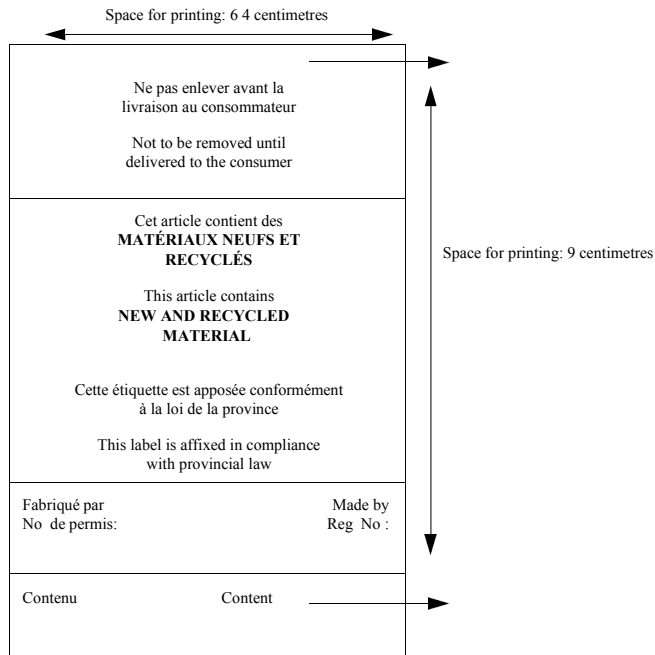 Space for printing: 6 4 centimetres
Ne pas enlever avant la
livraison au consommateur
Not to be removed until
delivered to the consumer
Cet article contient des
MATÉRIAUX NEUFS ET
RECYCLÉS
This article contains
NEW AND RECYCLED
MATERIAL
Space for printing: 9 centimetres
Cette étiquette est apposée conformément
à la loi de la province
This label is affixed in compliance
with provincial law
Fabriqué par Made by
No de permis: Reg No :
Contenu Content